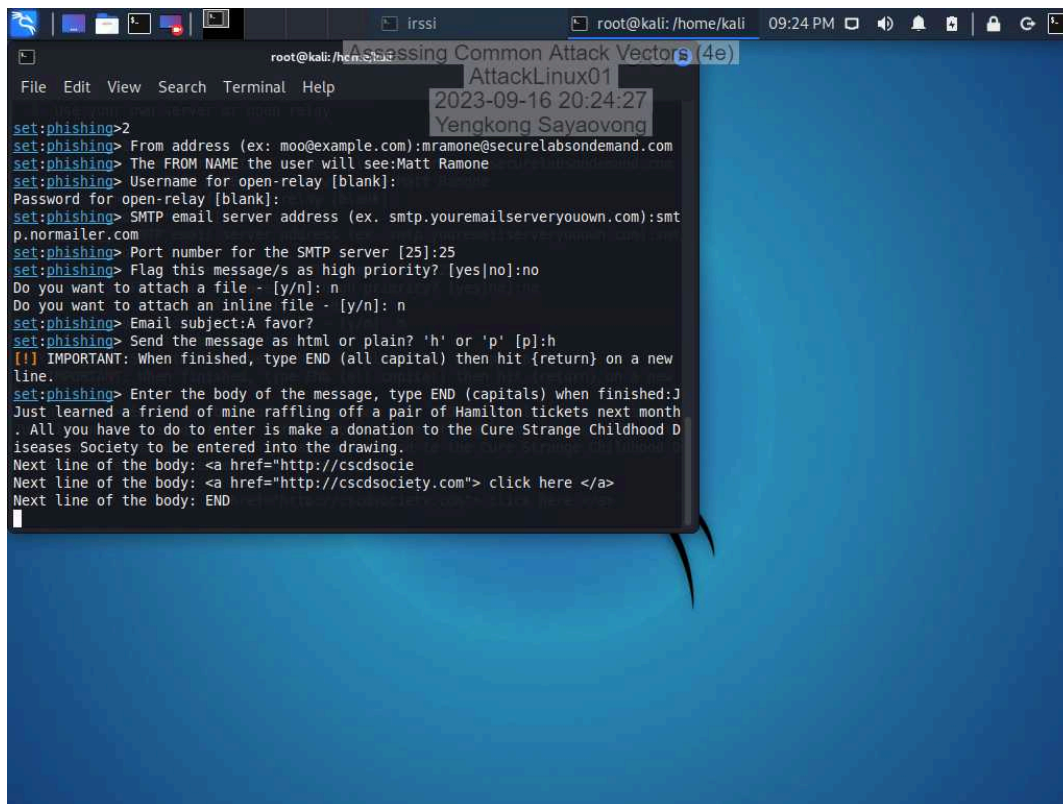 irssi
root@kali: /home/kali
09:24 PM
root@kali: /home/kali
Assessing Common Attack Vectors (4e)
AttackLinux01
2023-09-16 20:24:27
Yengkong Sayaovong
File Edit View Search Terminal Help
set:phishing>2
set:phishing> From address (ex: moo@example.com):mramone@securelabsondemand.com
set:phishing> The FROM NAME the user will see:Matt Ramone
set:phishing> Username for open-relay [blank]:
Password for open-relay [blank]:
set:phishing> SMTP email server address (ex. smtp.youremailserveryouown.com):smt
p.normailer.com
set:phishing> Port number for the SMTP server [25]:25
set:phishing> Flag this message/s as high priority? [yes|no]:no
Do you want to attach a file - [y/n]: n
Do you want to attach an inline file - [y/n]: n
set:phishing> Email subject:A favor?
set:phishing> Send the message as html or plain? 'h' or 'p' [p]:h
[!] IMPORTANT: When finished, type END (all capital) then hit {return} on a new
line.
set:phishing> Enter the body of the message, type END (capitals) when finished:J
Just learned a friend of mine raffling off a pair of Hamilton tickets next month
. All you have to do to enter is make a donation to the Cure Strange Childhood D
iseases Society to be entered into the drawing.
Next line of the body: <a href="http://cscdsocie
Next line of the body: <a href="http://cscdsociety.com"> click here </a>
Next line of the body: END